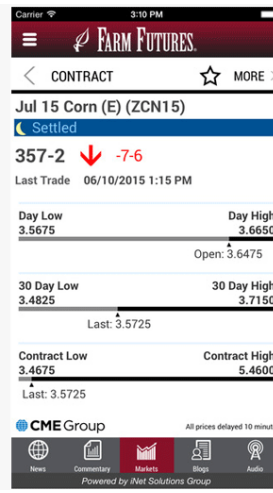 Carrier 3:10 PM
FARM FUTURES.
CONTRACT MORE
Jul 15 Corn (E) (ZCN15)
Settled
357-2 -7-6
Last Trade 06/10/2015 1:15 PM
Day Low Day High
3.5675 3.6650
Open: 3.6475
30 Day Low 30 Day High
3.4825 3.7150
Last: 3.5725
Contract Low Contract High
3.4675 5.4600
Last: 3.5725
CME Group All prices delayed 10 minut
News Commentary Markets Blogs Audio
Powered by iNet Solutions Group